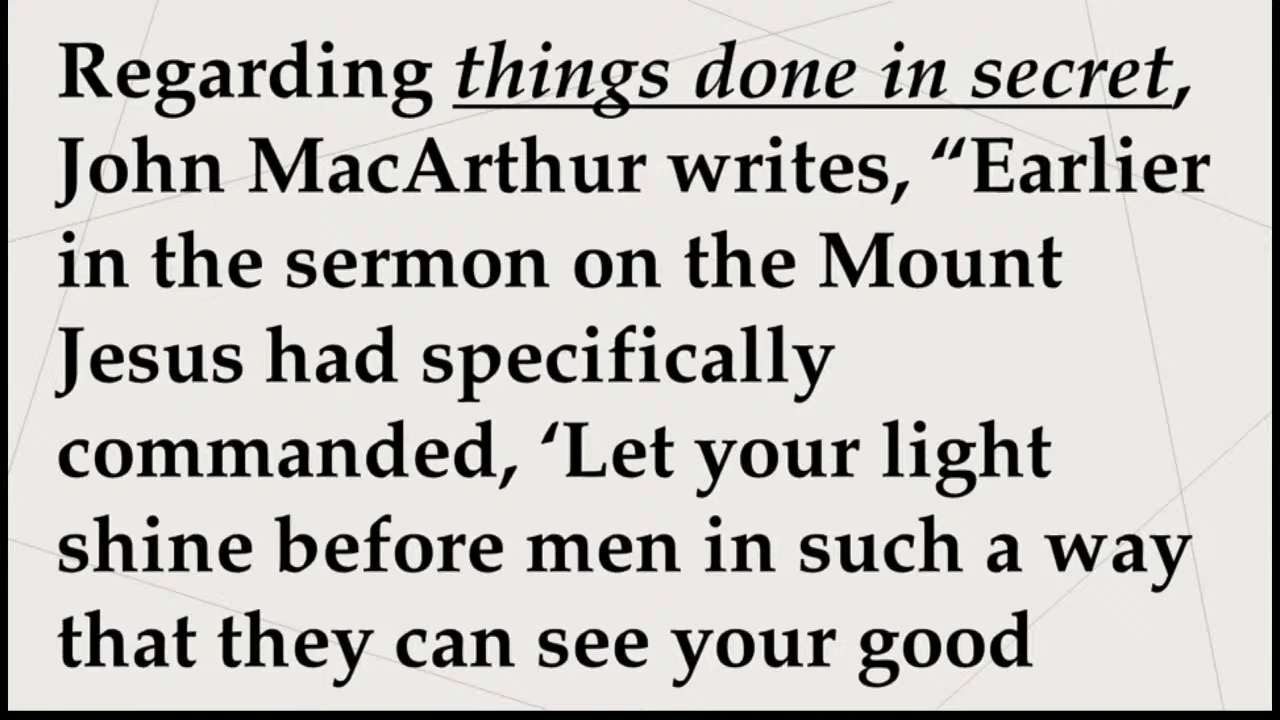 Regarding things done in secret,
John MacArthur writes, “Earlier
in the sermon on the Mount
Jesus had specifically
commanded, ‘Let your light
shine before men in such a way
that they can see your good